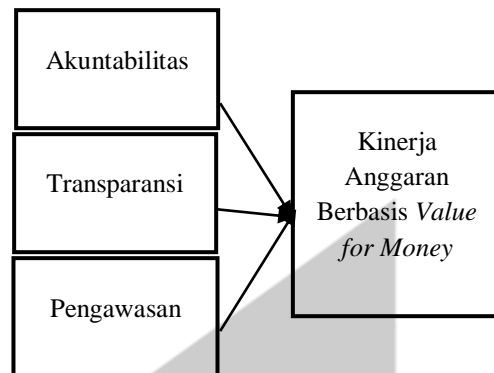 Akuntabilitas
Transparansi
Pengawasan
Kinerja
Anggaran
Berbasis Value
for Money